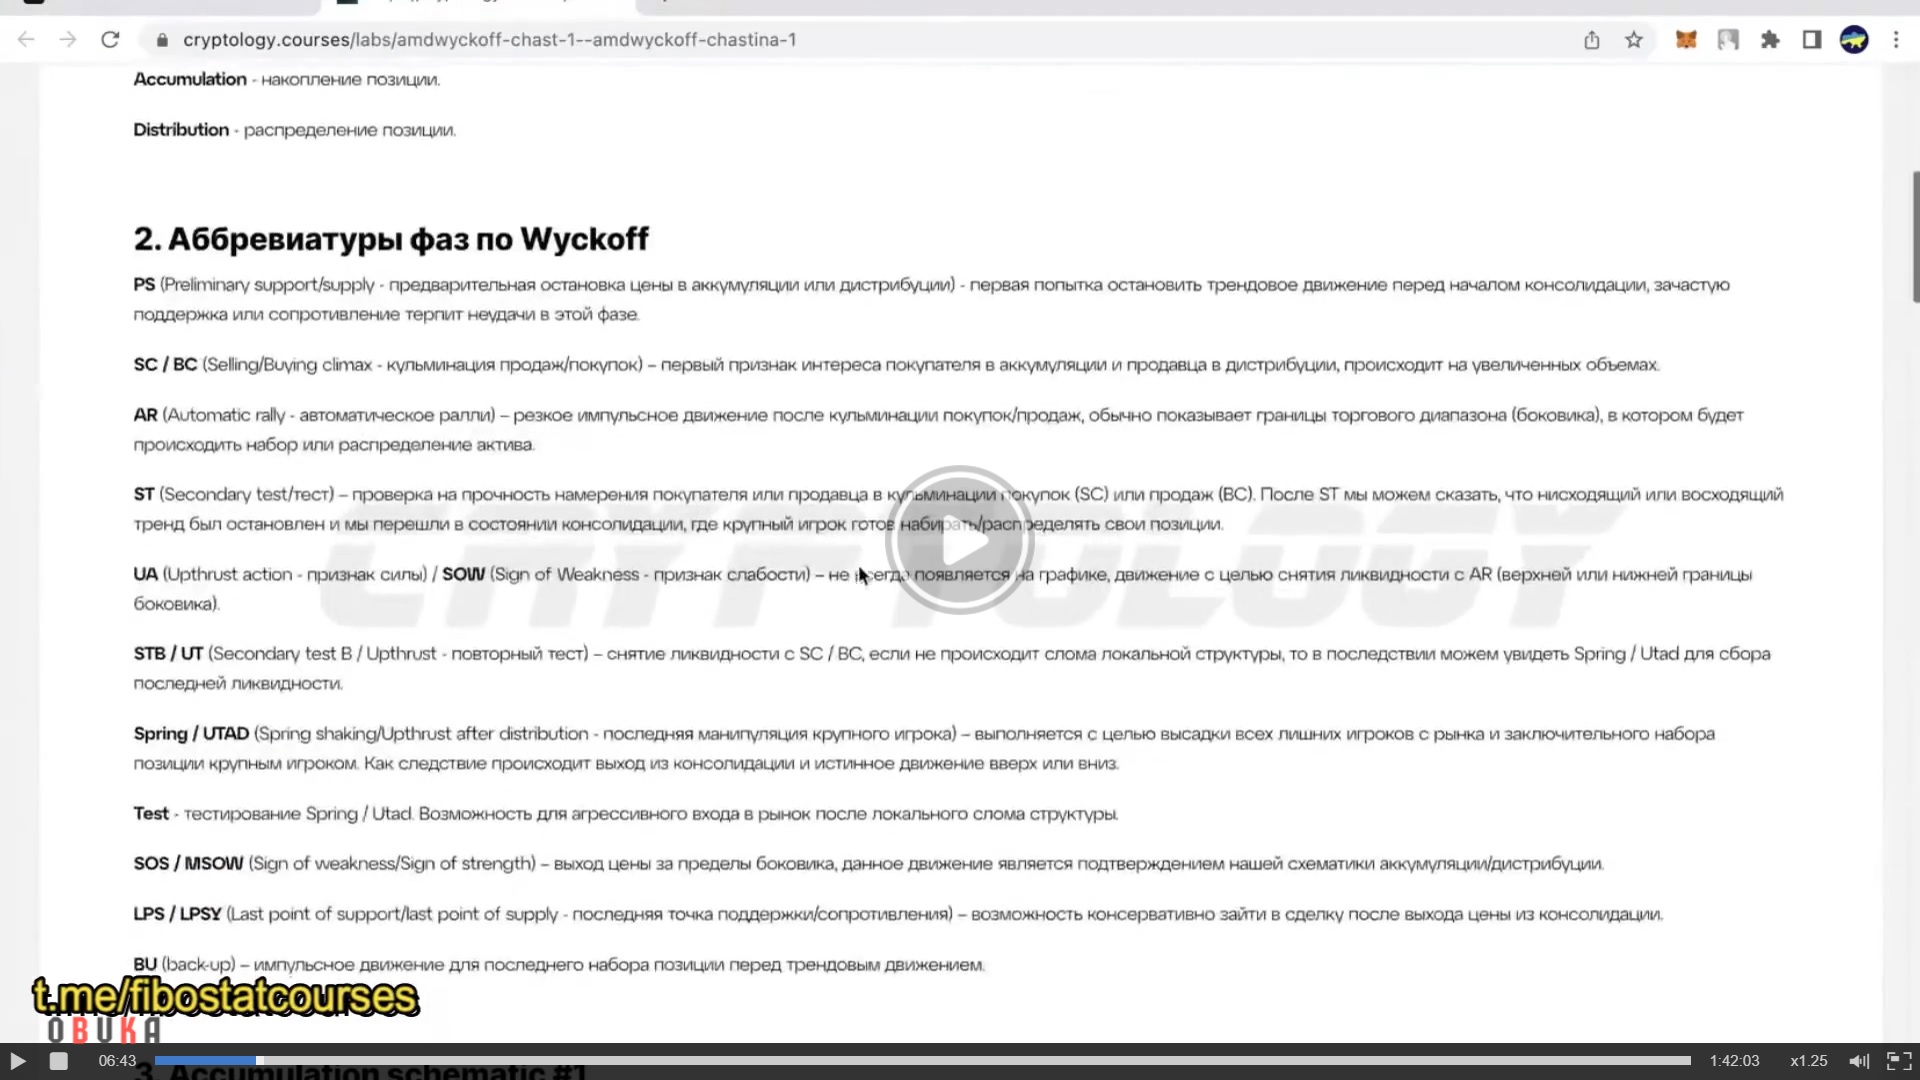 cryptology.courses/labs/amdwyckoff-chast-1--amdwyckoff-chastina-1
Accumulation - накопление позиции.
Distribution - распределение позиции.
2. Аббревиатуры фаз по Wyckoff
PS (Preliminary support/supply - предварительная остановка цены в аккумуляции или дистрибуции) - первая попытка остановить трендовое движение перед началом консолидации, зачастую
поддержка или сопротивление терпит неудачи в этой фазе.
SC / BC (Selling/Buying climax - кульминация продаж/покупок) – первый признак интереса покупателя в аккумуляции и продавца в дистрибуции, происходит на увеличенных объемах.
AR (Automatic rally - автоматическое ралли) – резкое импульсное движение после кульминации покупок/продаж, обычно показывает границы торгового диапазона (боковика), в котором будет
происходить набор или распределение актива.
ST (Secondary test/тест) – проверка на прочность намерения покупателя или продавца в кульминации покупок (SC) или продаж (BC). После ST мы можем сказать, что нисходящий или восходящий
тренд был остановлен и мы перешли в состоянии консолидации, где крупный игрок готов набирать/распределять свои позиции.
CRYPTOLOGY
UA (Upthrust action - признак силы) / SOW (Sign of Weakness - признак слабости) – не всегда появляется на графике, движение с целью снятия ликвидности с AR (верхней или нижней границы
боковика).
STB / UT (Secondary test B / Upthrust - повторный тест) – снятие ликвидности с SC / BC, если не происходит слома локальной структуры, то в последствии можем увидеть Spring / Utad для сбора
последней ликвидности.
Spring / UTAD (Spring shaking/Upthrust after distribution - последняя манипуляция крупного игрока) – выполняется с целью высадки всех лишних игроков с рынка и заключительного набора
позиции крупным игроком. Как следствие происходит выход из консолидации и истинное движение вверх или вниз.
Test - тестирование Spring / Utad. Возможность для агрессивного входа в рынок после локального слома структуры.
SOS / MSOW (Sign of weakness/Sign of strength) – выход цены за пределы боковика, данное движение является подтверждением нашей схематики аккумуляции/дистрибуции.
LPS / LPSY (Last point of support/last point of supply - последняя точка поддержки/сопротивления) – возможность консервативно зайти в сделку после выхода цены из консолидации.
BU (back-up) – импульсное движение для последнего набора позиции перед трендовым движением.
t.me/fibostatcourses
OBUKA
06:43 1:42:03 x1.25
3. Accumulation schematic #1